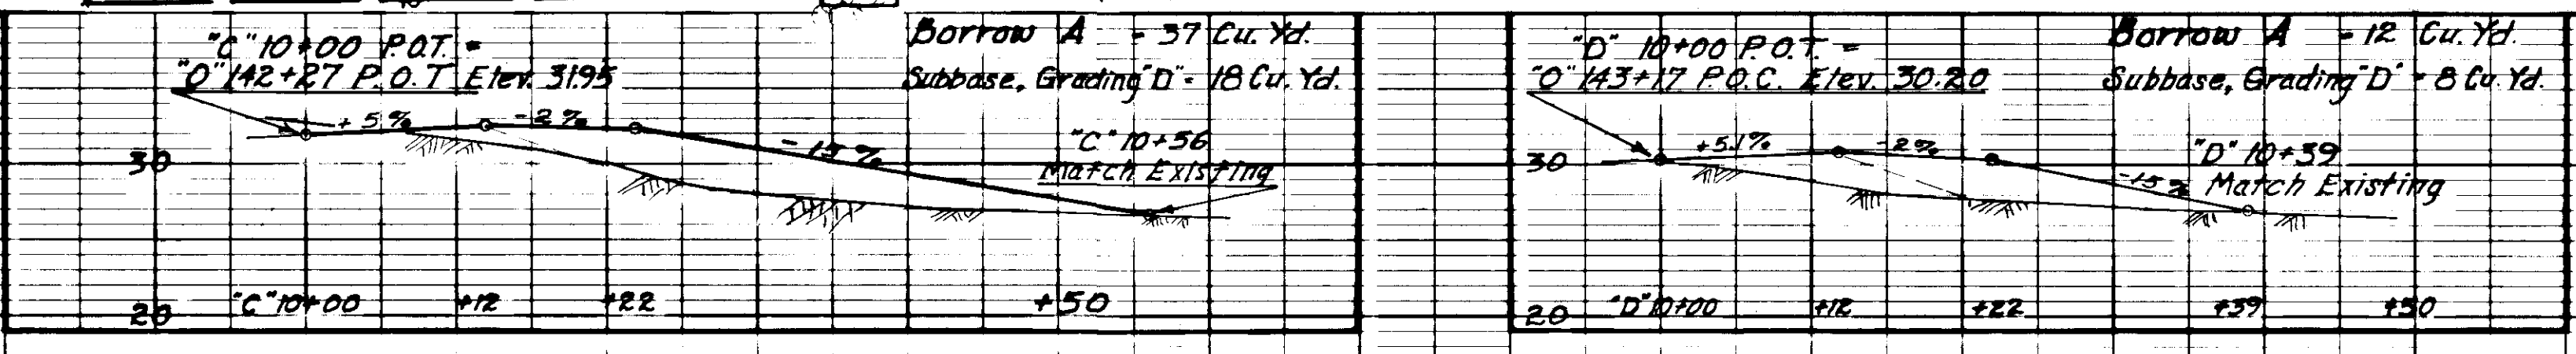 "C" 10+00 P.O.T. =
"O" 142+27 P.O.T Elev. 31.95
Borrow A - 37 Cu. Yd.
Subbase, Grading "D" - 18 Cu. Yd.
+5%
-2%
-15%
"C" 10+56
Match Existing
30
20
"C" 10+00
+12
+22
+50
"D" 10+00 P.O.T. =
"O" 143+17 P.O.C. Elev. 30.20
Borrow A - 12 Cu. Yd.
Subbase, Grading "D" - 8 Cu. Yd.
+5.1%
-2%
-15%
"D" 10+39
Match Existing
30
20
"D" 10+00
+12
+22
+39
+50